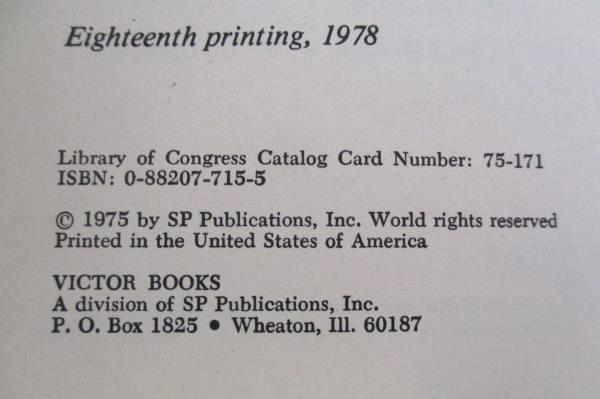 Eighteenth printing, 1978
Library of Congress Catalog Card Number: 75-171
ISBN: 0-88207-715-5
© 1975 by SP Publications, Inc. World rights reserved
Printed in the United States of America
VICTOR BOOKS
A division of SP Publications, Inc.
P. O. Box 1825 ● Wheaton, Ill. 60187